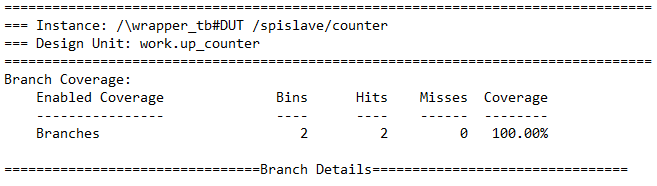 =================================================================================
=== Instance: /\wrapper_tb#DUT /spislave/counter
=== Design Unit: work.up_counter
=================================================================================
Branch Coverage:
    Enabled Coverage              Bins      Hits    Misses  Coverage
    ----------------              ----      ----    ------  --------
    Branches                         2         2         0   100.00%

================================Branch Details================================